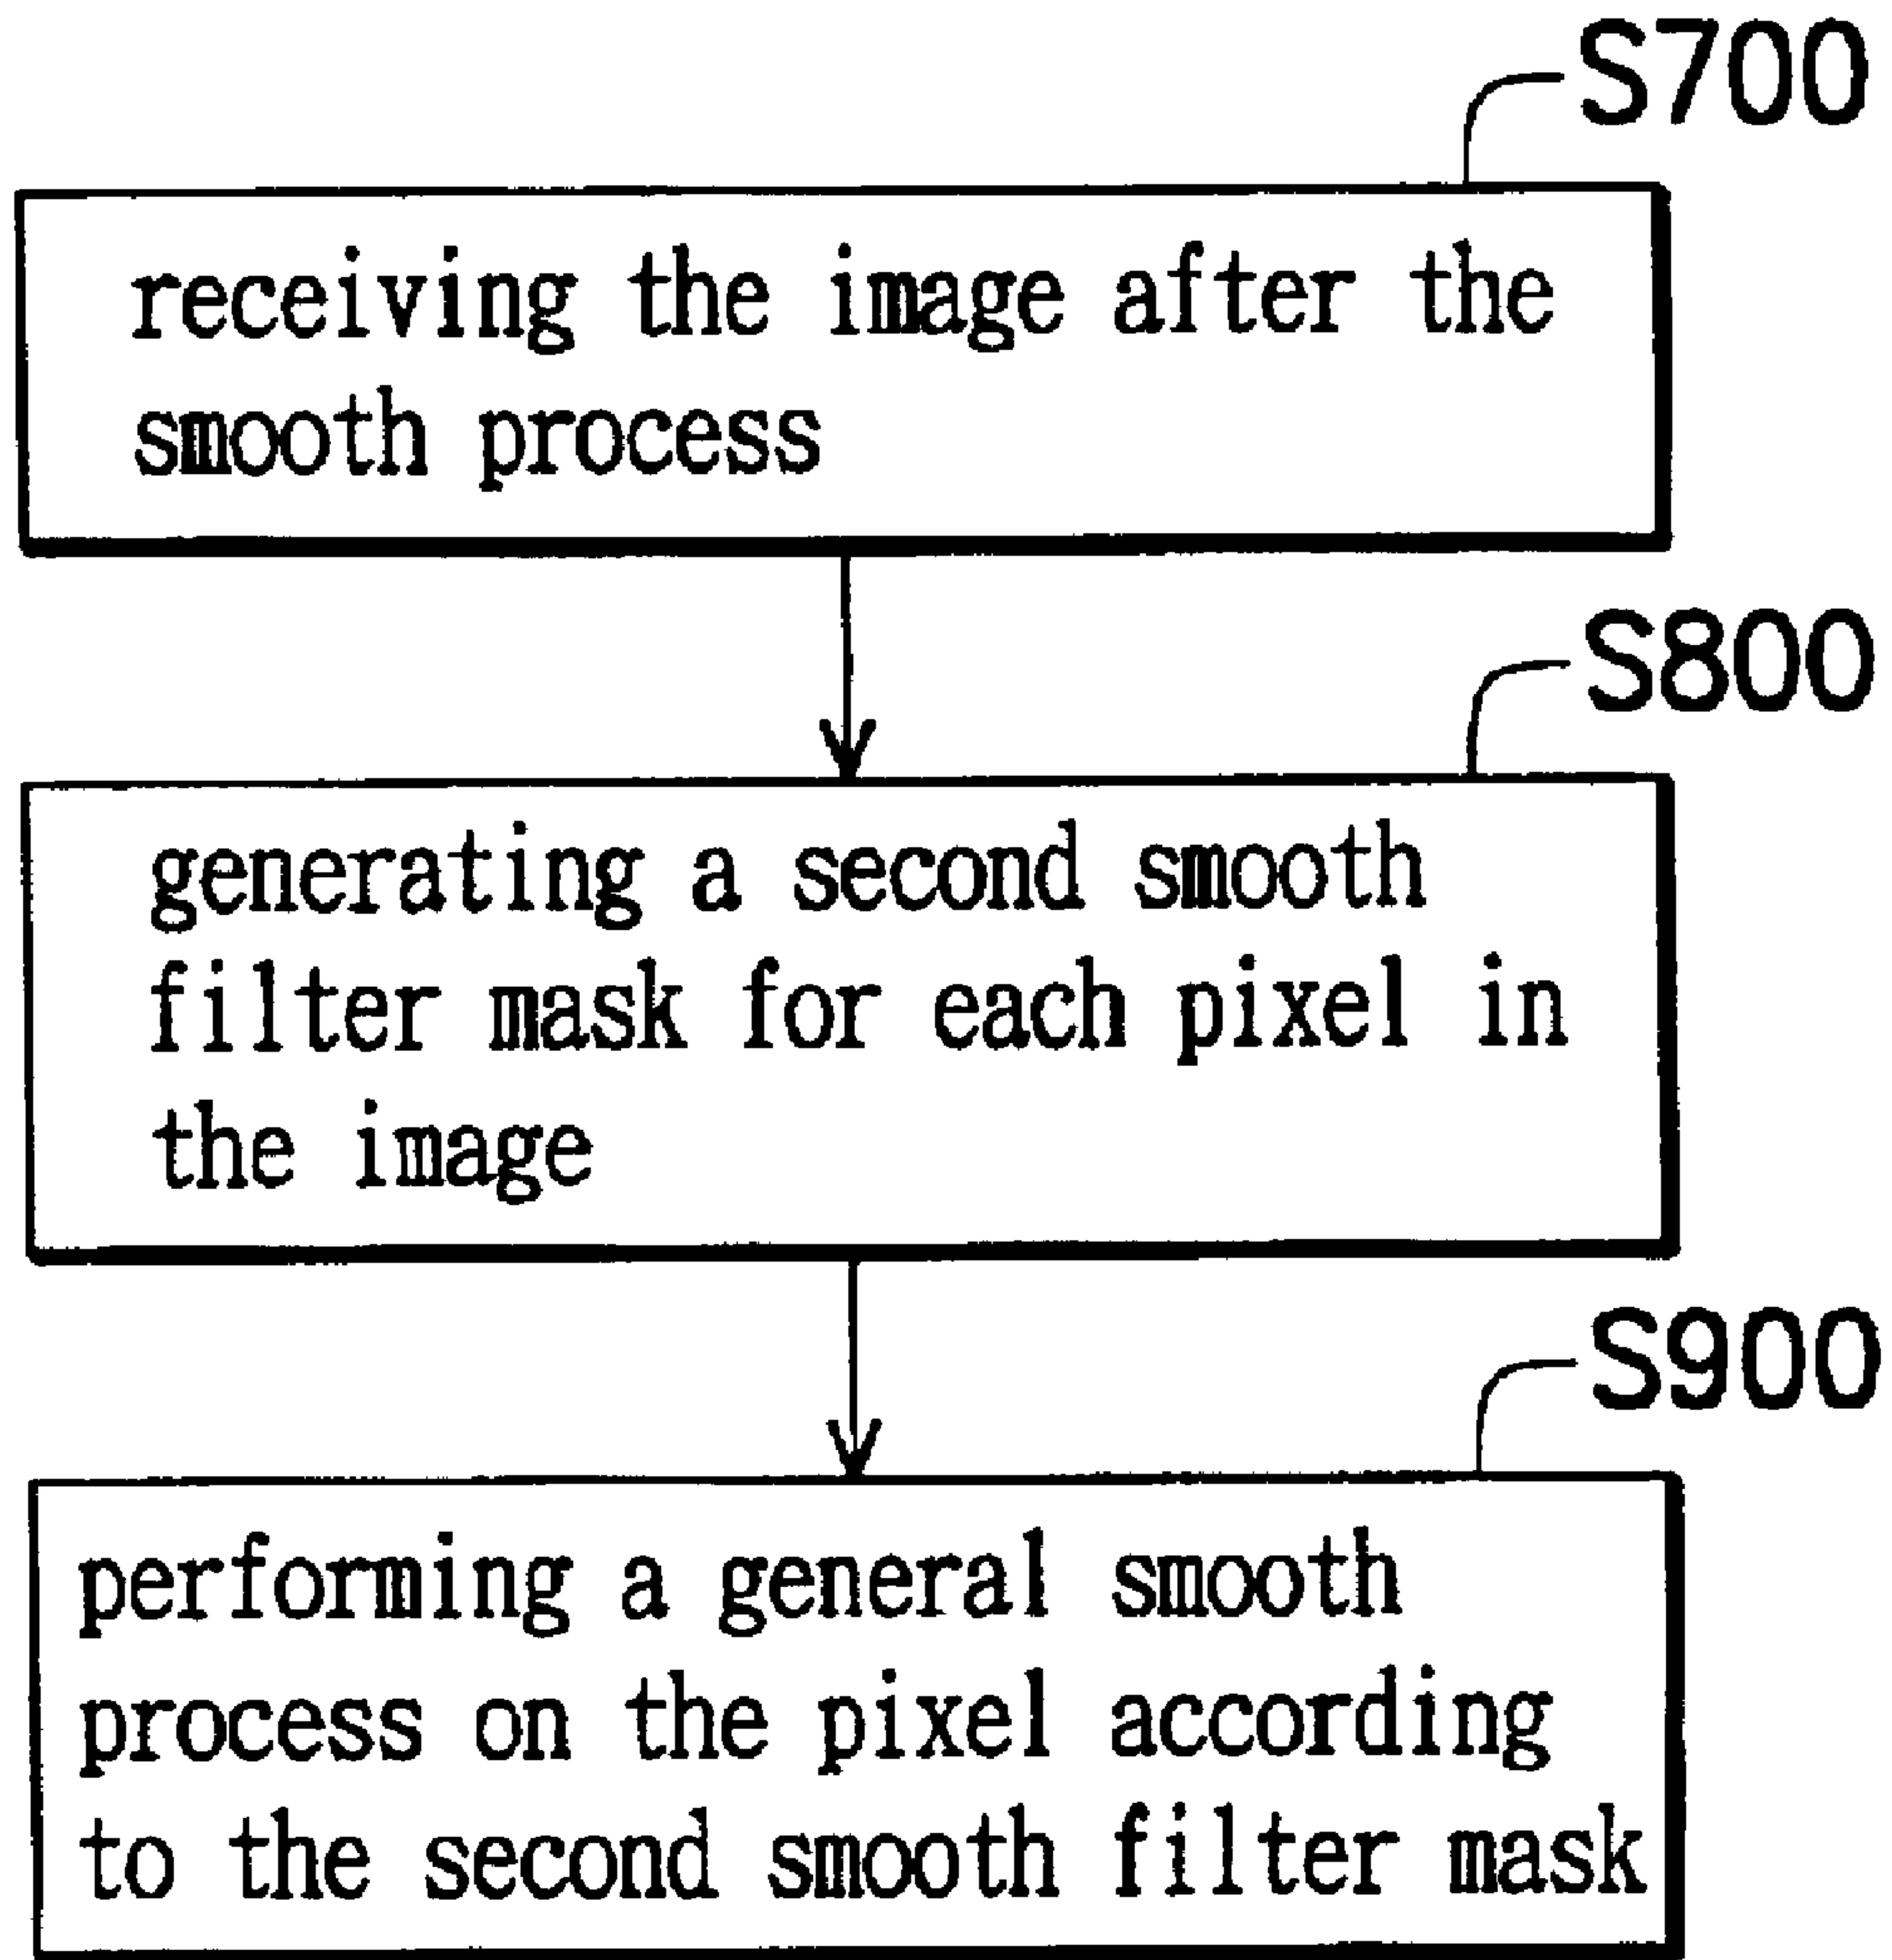 S700
receiving the image after the
smooth process
S800
generating a second smooth
filter mask for each pixel in
the image
S900
performing a general smooth
process on the pixel according
to the second smooth filter mask